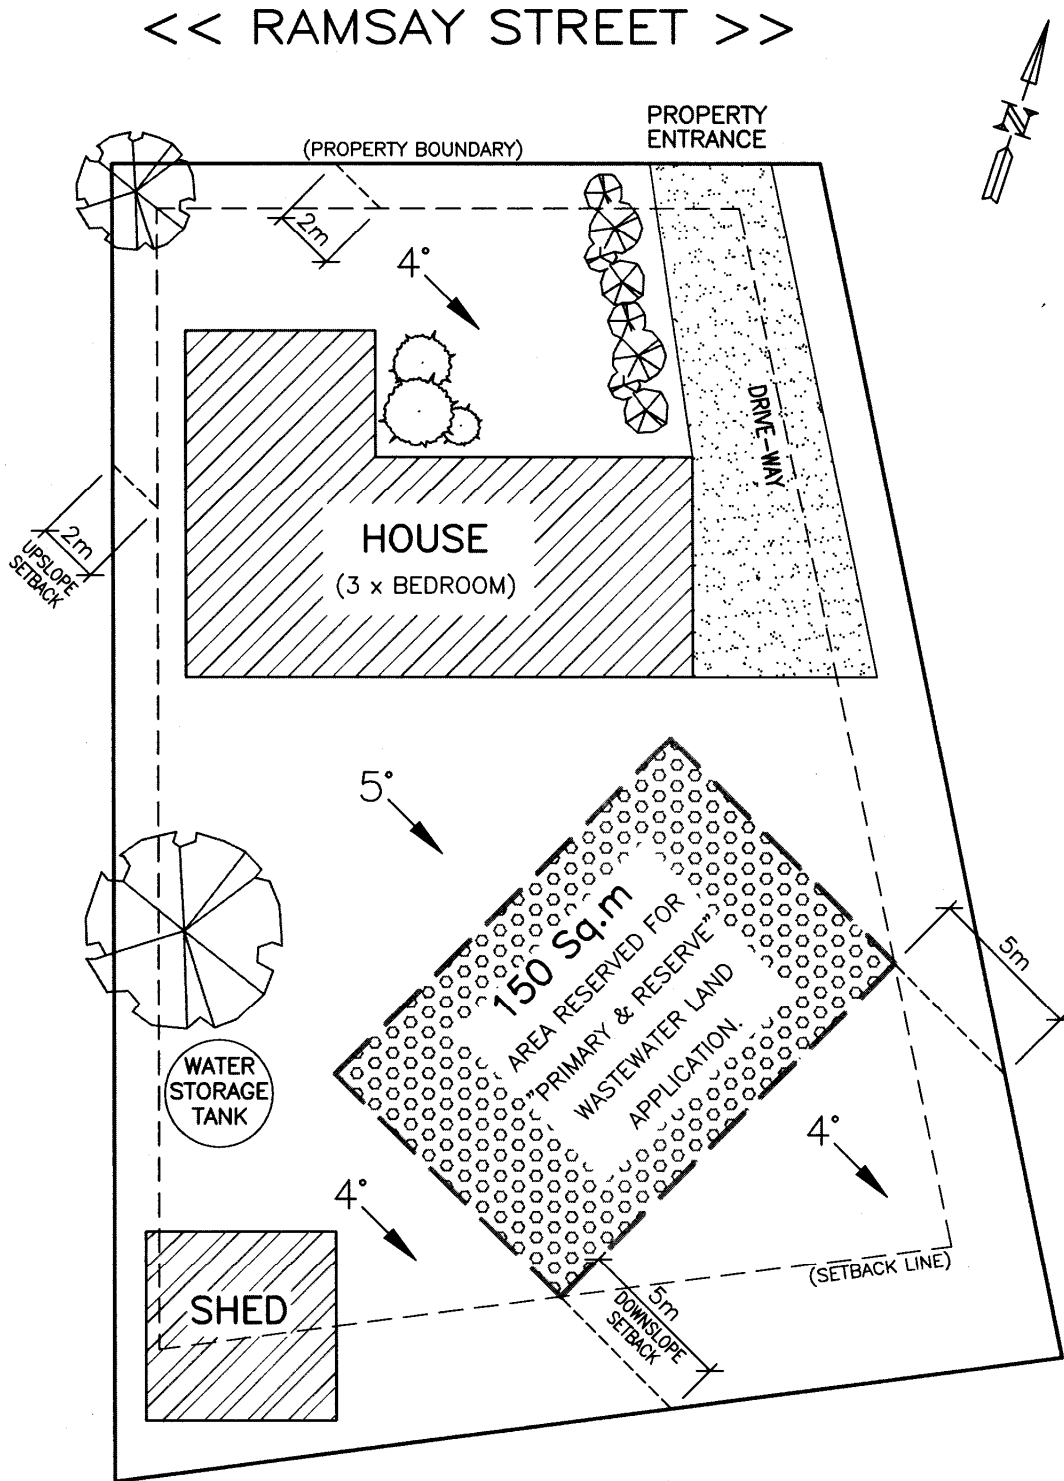 << RAMSAY STREET >>
N
PROPERTY
ENTRANCE
(PROPERTY BOUNDARY)
2m
4°
DRIVE-WAY
HOUSE
(3 x BEDROOM)
2m
UPSLOPE
SETBACK
5°
150 Sq.m
AREA RESERVED FOR
"PRIMARY & RESERVE"
WASTEWATER LAND
APPLICATION.
5m
WATER
STORAGE
TANK
4°
4°
(SETBACK LINE)
SHED
5m
DOWNSLOPE
SETBACK